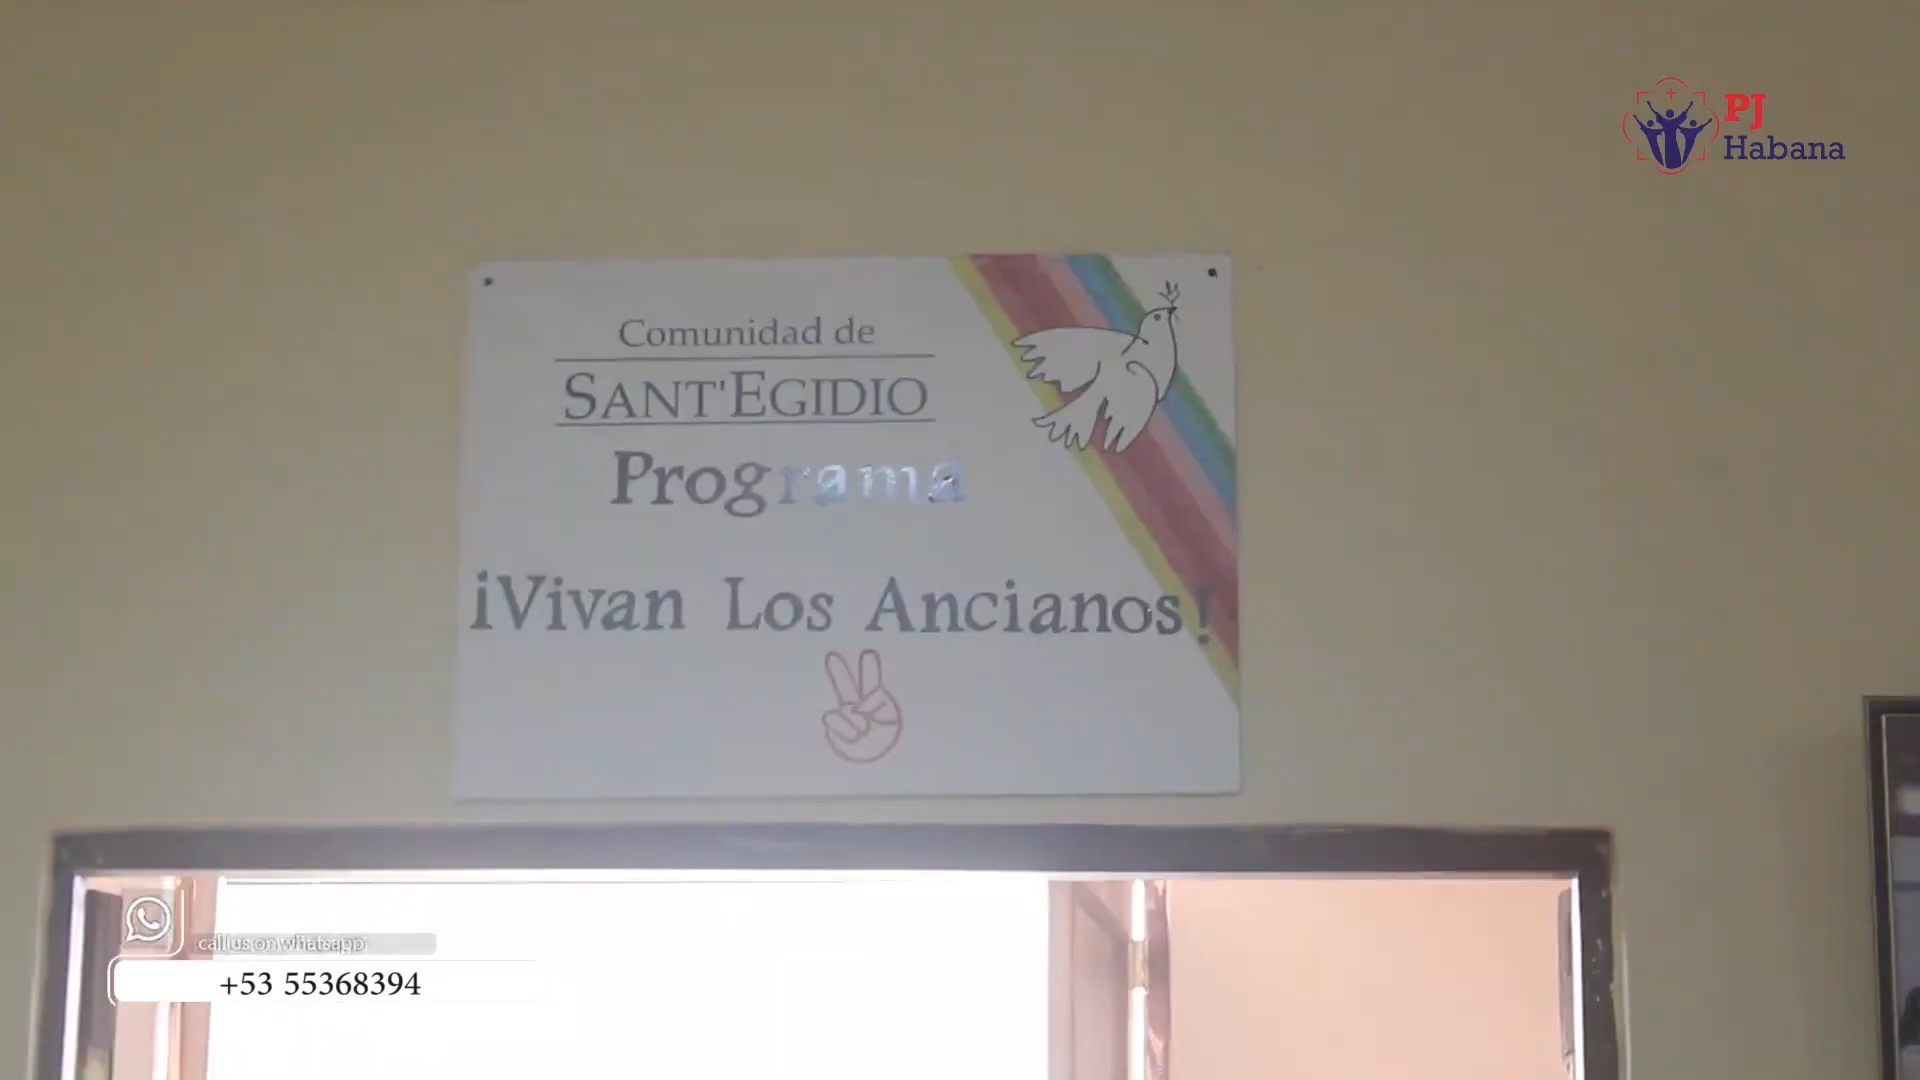 PJ
Habana
Comunidad de
SANT'EGIDIO
Programa
¡Vivan Los Ancianos!
call us on whatsapp
+53 55368394